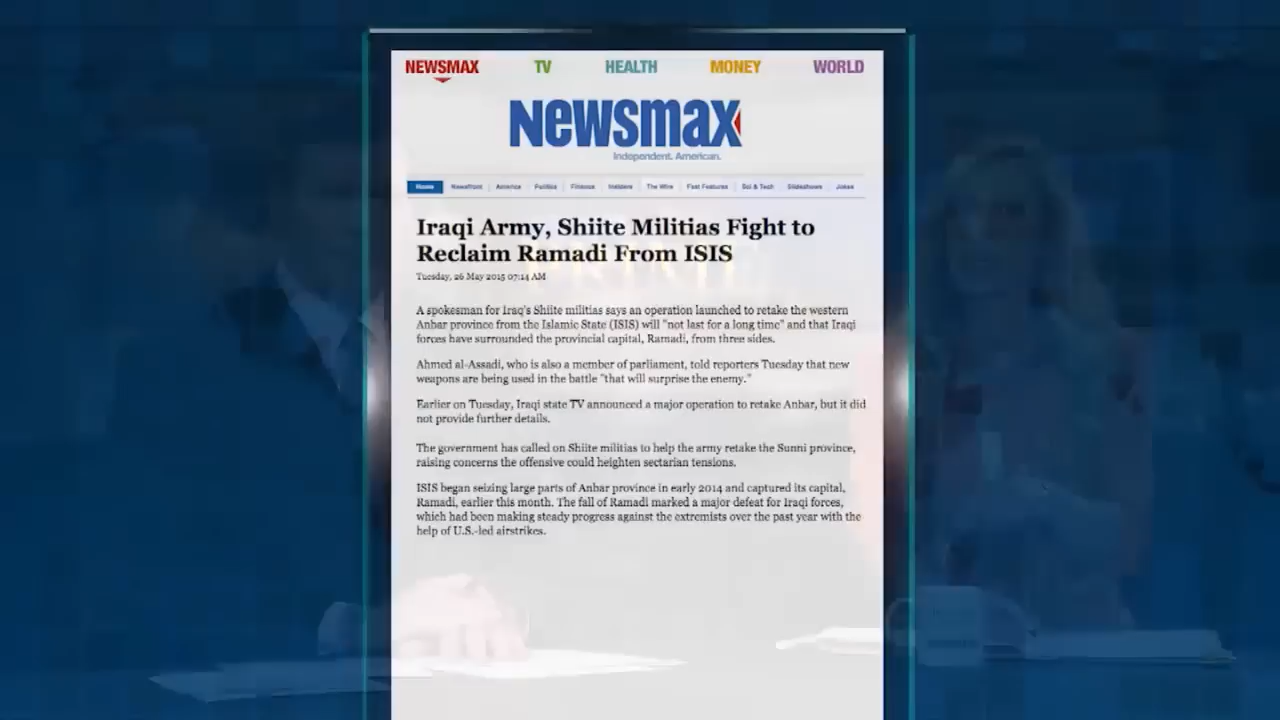 NEWSMAX TV HEALTH MONEY WORLD
Newsmax
Independent. American.
Home Newsfront America Politics Finance Insiders The Wire Fast Features Sci & Tech Slideshows Jokes
Iraqi Army, Shiite Militias Fight to
Reclaim Ramadi From ISIS
Tuesday, 26 May 2015 07:14 AM
A spokesman for Iraq's Shiite militias says an operation launched to retake the western
Anbar province from the Islamic State (ISIS) will "not last for a long time" and that Iraqi
forces have surrounded the provincial capital, Ramadi, from three sides.
Ahmed al-Assadi, who is also a member of parliament, told reporters Tuesday that new
weapons are being used in the battle "that will surprise the enemy."
Earlier on Tuesday, Iraqi state TV announced a major operation to retake Anbar, but it did
not provide further details.
The government has called on Shiite militias to help the army retake the Sunni province,
raising concerns the offensive could heighten sectarian tensions.
ISIS began seizing large parts of Anbar province in early 2014 and captured its capital,
Ramadi, earlier this month. The fall of Ramadi marked a major defeat for Iraqi forces,
which had been making steady progress against the extremists over the past year with the
help of U.S.-led airstrikes.